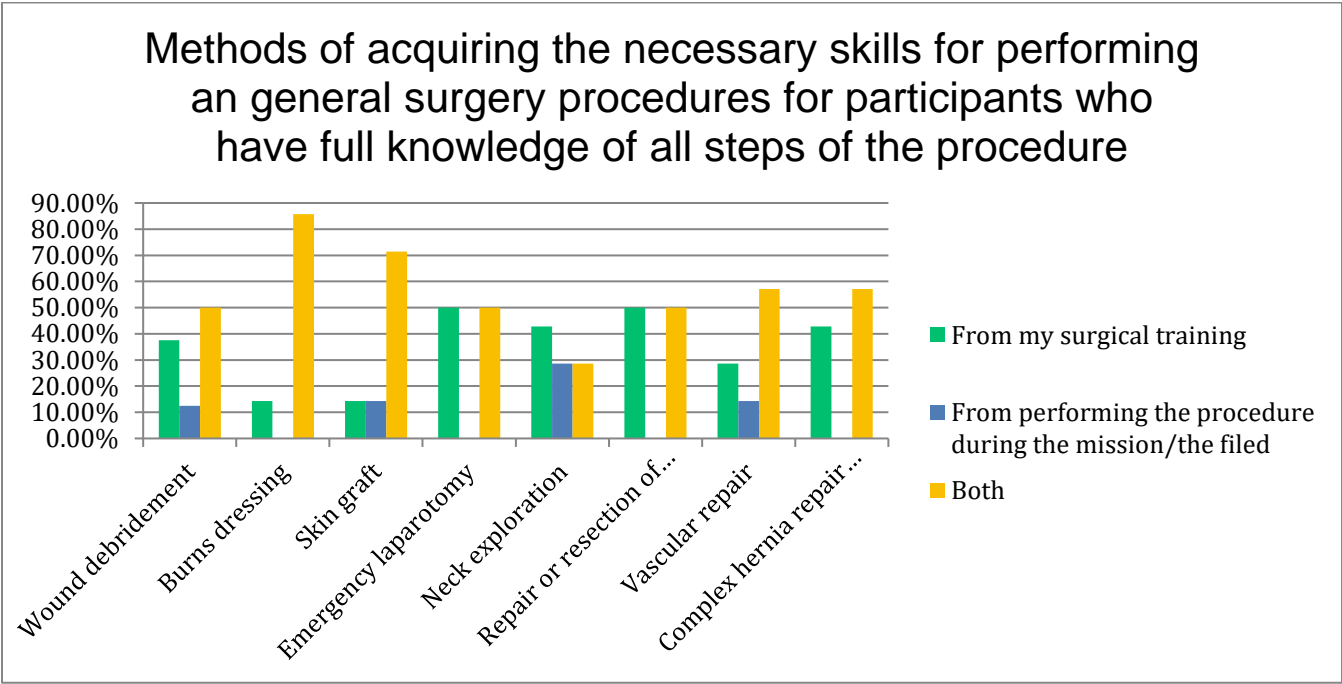 Methods of acquiring the necessary skills for performing
an general surgery procedures for participants who
have full knowledge of all steps of the procedure
90.00%
80.00%
70.00%
60.00%
50.00%
40.00%
30.00%
20.00%
10.00%
0.00%
Wound debridement
Burns dressing
Skin graft
Emergency laparotomy
Neck exploration
Repair or resection of…
Vascular repair
Complex hernia repair…
From my surgical training
From performing the procedure
during the mission/the filed
Both